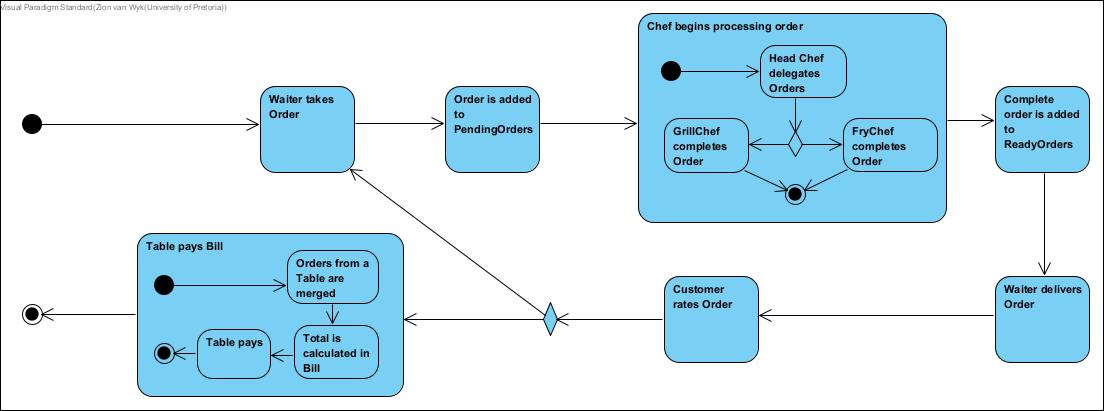 Visual Paradigm Standard(Zion van Wyk(University of Pretoria))
Chef begins processing order
Head Chef
delegates
Orders
Waiter takes
Order
Order is added
to
PendingOrders
Complete
order is added
to
ReadyOrders
GrillChef
completes
Order
FryChef
completes
Order
Table pays Bill
Orders from a
Table are
merged
Customer
rates Order
Waiter delivers
Order
Table pays
Total is
calculated in
Bill